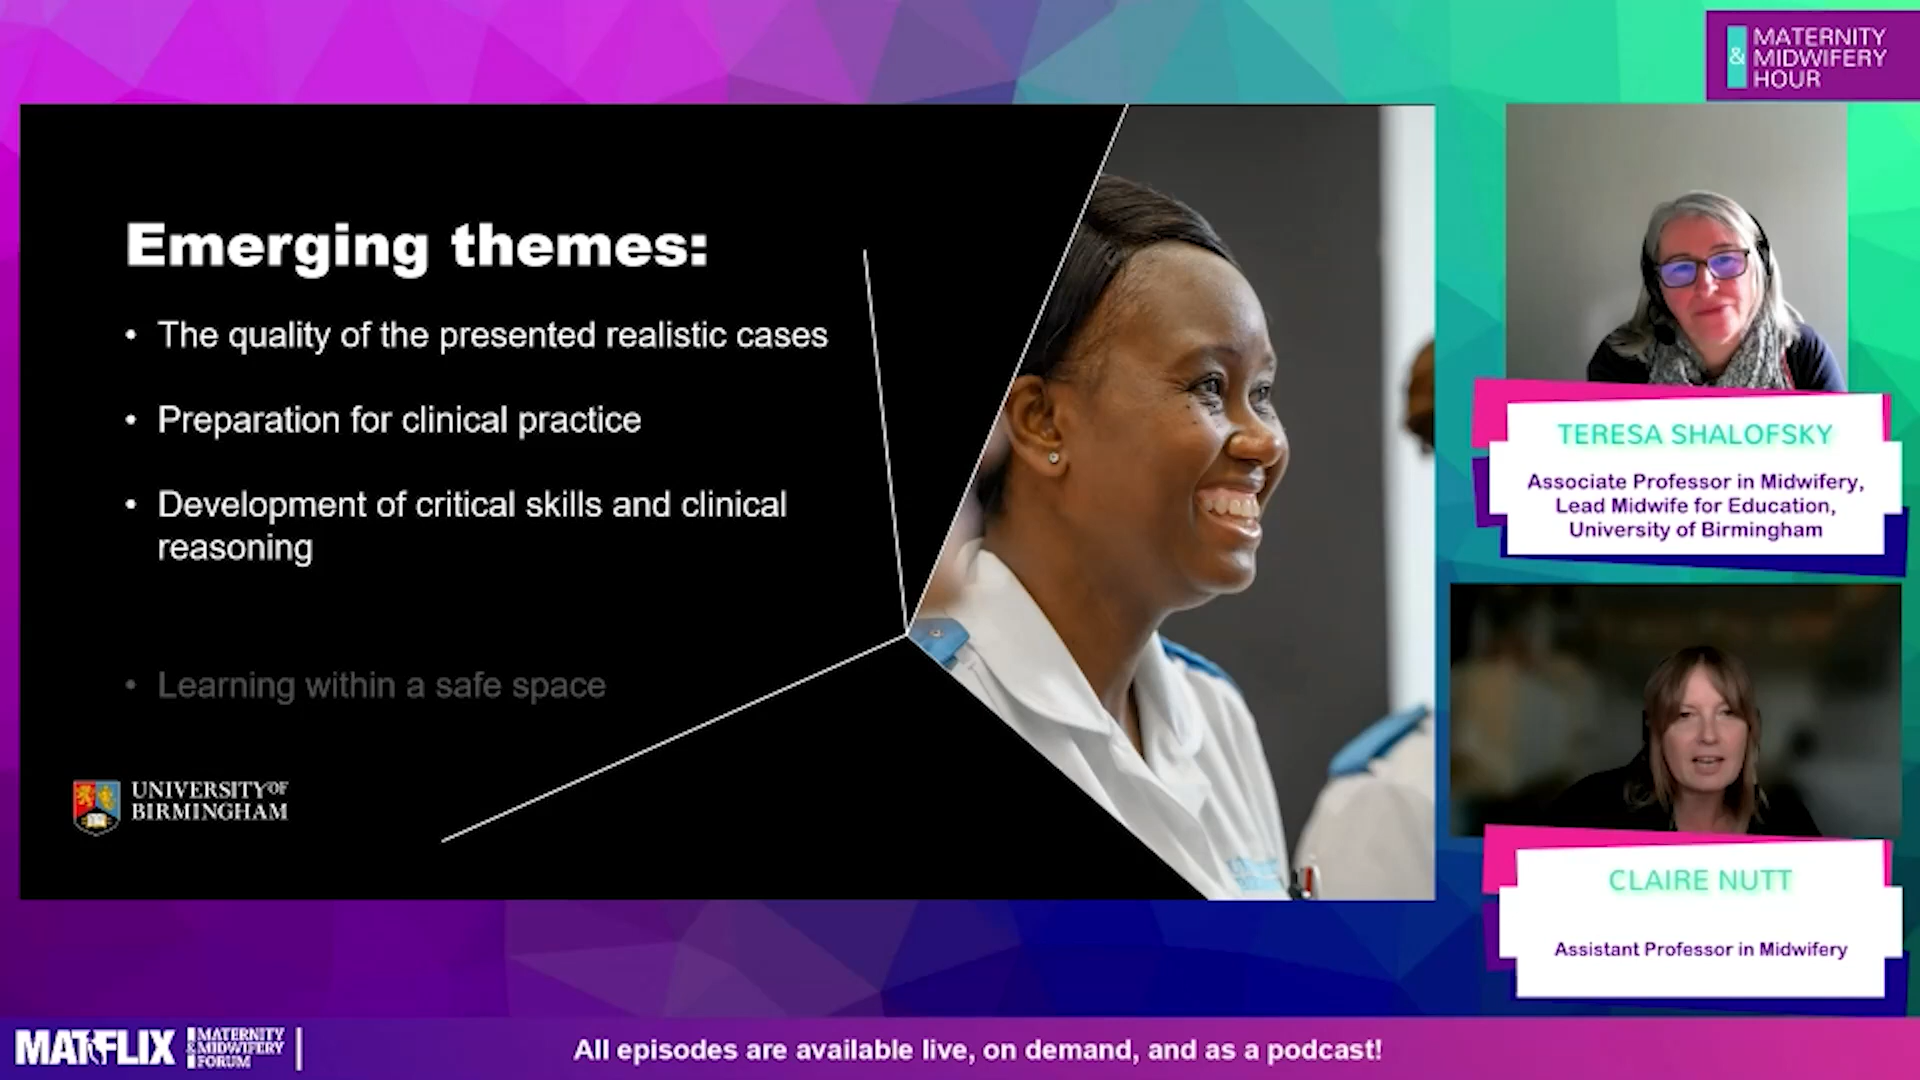 & MATERNITY
MIDWIFERY
HOUR
Emerging themes:
• The quality of the presented realistic cases
• Preparation for clinical practice
• Development of critical skills and clinical
reasoning
• Learning within a safe space
UNIVERSITY OF
BIRMINGHAM
TERESA SHALOFSKY
Associate Professor in Midwifery,
Lead Midwife for Education,
University of Birmingham
CLAIRE NUTT
Assistant Professor in Midwifery
MATFLIX
MATERNITY
& MIDWIFERY
FORUM
All episodes are available live, on demand, and as a podcast!